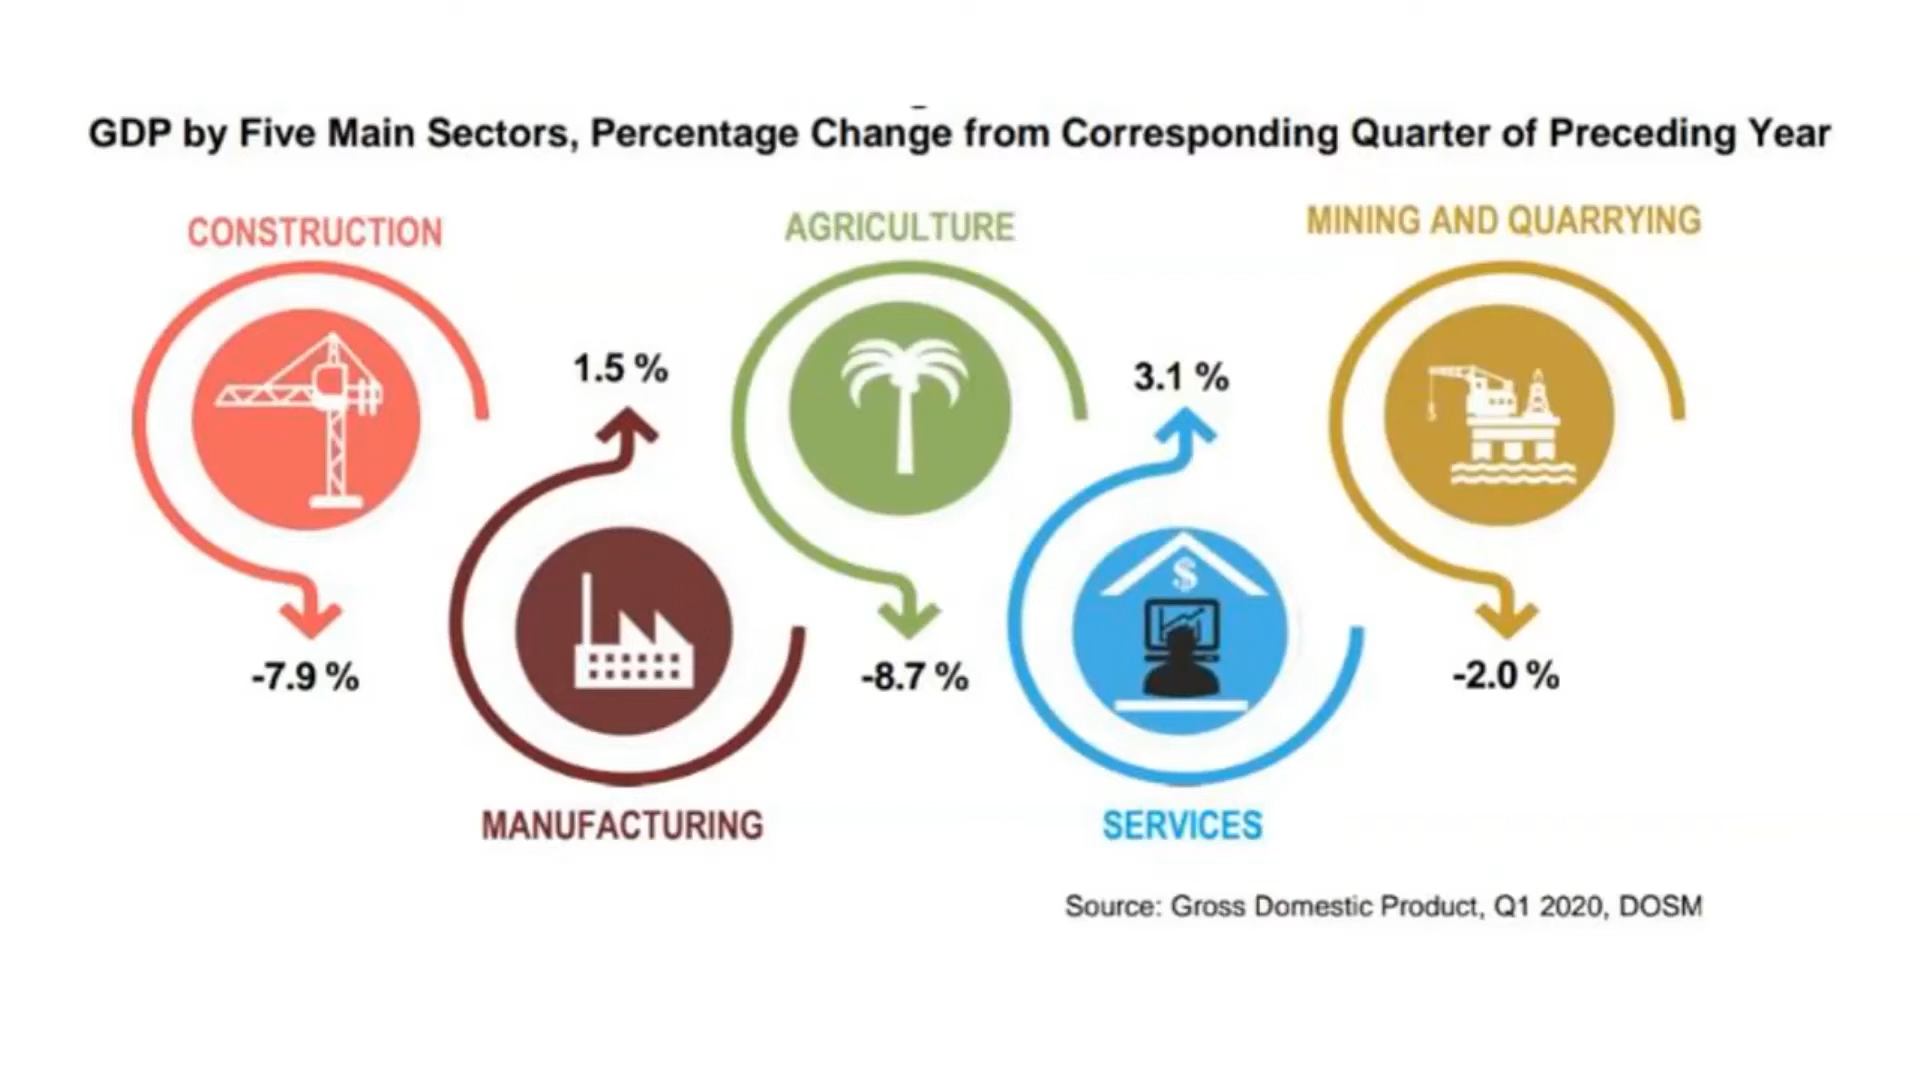 GDP by Five Main Sectors, Percentage Change from Corresponding Quarter of Preceding Year
CONSTRUCTION
-7.9 %
1.5 %
MANUFACTURING
AGRICULTURE
-8.7 %
3.1 %
$
SERVICES
MINING AND QUARRYING
-2.0 %
Source: Gross Domestic Product, Q1 2020, DOSM